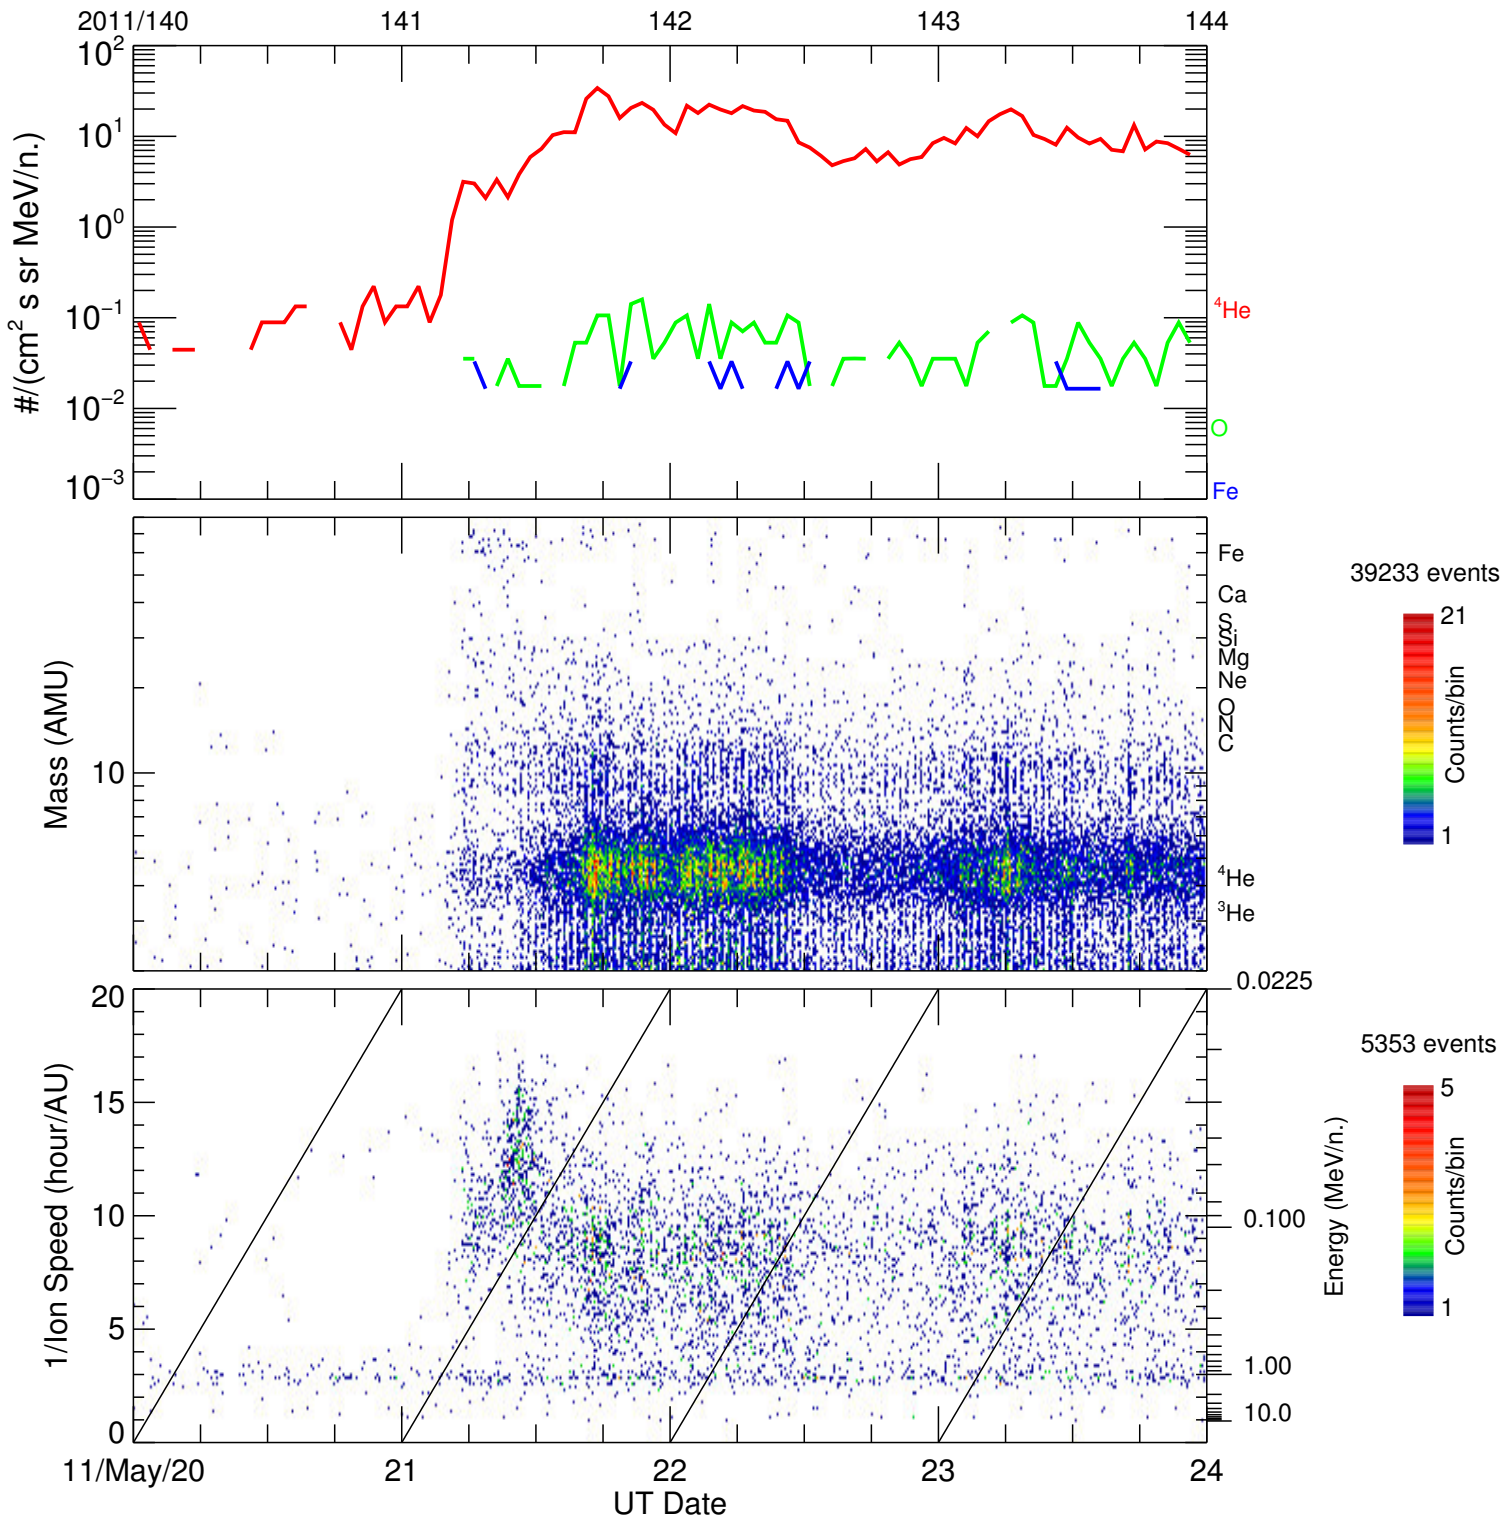 2011/140 141 142 143 144
10² 10¹ 10⁰ 10⁻¹ 10⁻² 10⁻³
#/(cm² s sr MeV/n.)
⁴He
O
Fe
Mass (AMU)
10
Fe
Ca
S
Si
Mg
Ne
O
N
C
⁴He
³He
39233 events
21
Counts/bin
1
1/Ion Speed (hour/AU)
20
15
10
5
0
0.0225
0.100
1.00
10.0
Energy (MeV/n.)
5353 events
5
Counts/bin
1
11/May/20 21 22 23 24
UT Date